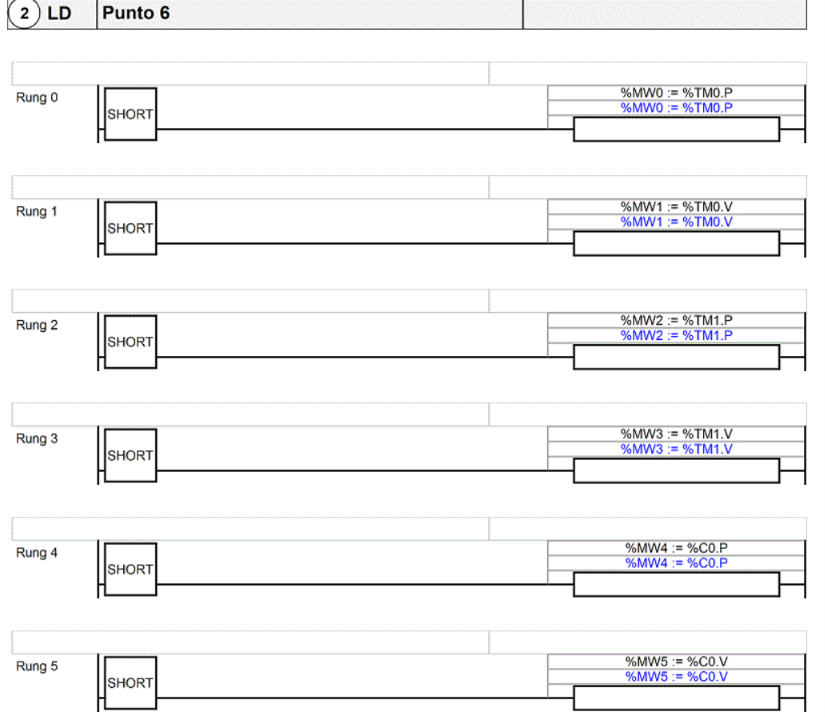 2 LD Punto 6
Rung 0
SHORT
%MW0 := %TM0.P
%MW0 := %TM0.P
Rung 1
SHORT
%MW1 := %TM0.V
%MW1 := %TM0.V
Rung 2
SHORT
%MW2 := %TM1.P
%MW2 := %TM1.P
Rung 3
SHORT
%MW3 := %TM1.V
%MW3 := %TM1.V
Rung 4
SHORT
%MW4 := %C0.P
%MW4 := %C0.P
Rung 5
SHORT
%MW5 := %C0.V
%MW5 := %C0.V